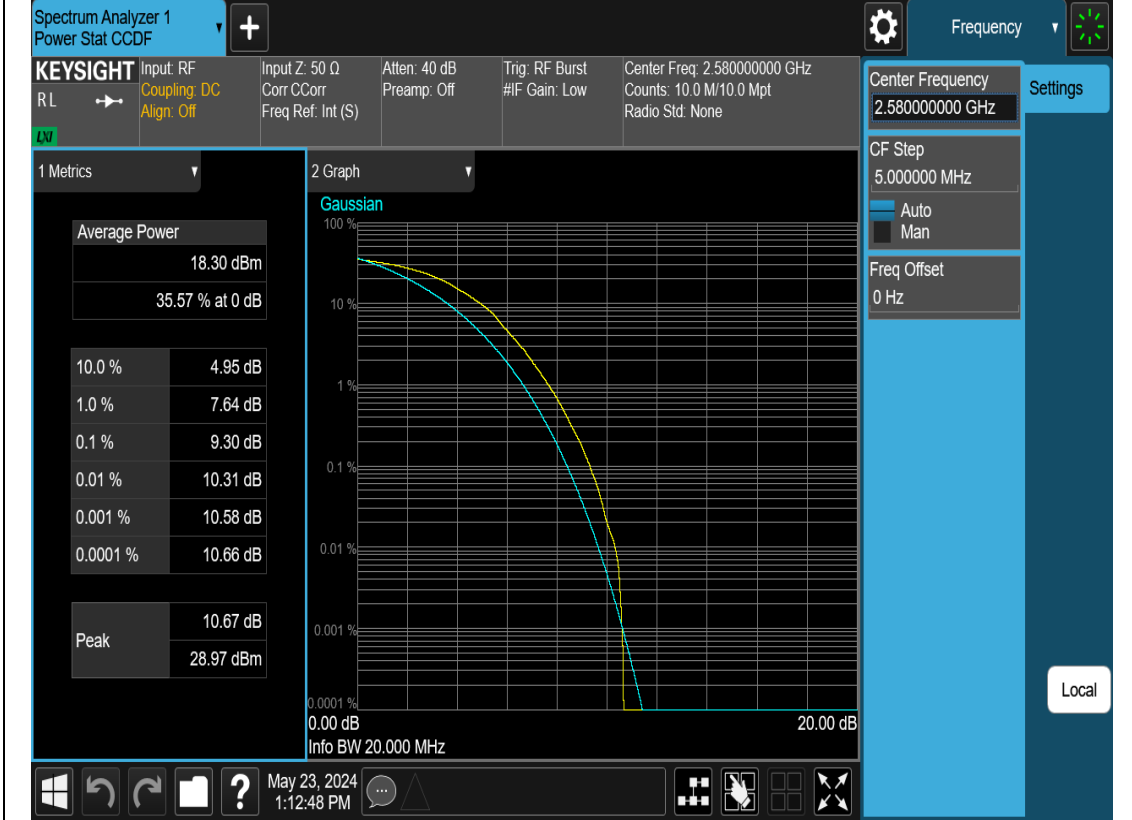 Spectrum Analyzer 1
Power Stat CCDF
Frequency
KEYSIGHT
RL
LXI
Input: RF
Coupling: DC
Align: Off
Input Z: 50 Ω
Corr CCorr
Freq Ref: Int (S)
Atten: 40 dB
Preamp: Off
Trig: RF Burst
#IF Gain: Low
Center Freq: 2.580000000 GHz
Counts: 10.0 M/10.0 Mpt
Radio Std: None
Center Frequency
2.580000000 GHz
Settings
CF Step
5.000000 MHz
Auto
Man
Freq Offset
0 Hz
Local
1 Metrics
Average Power
18.30 dBm
35.57 % at 0 dB
10.0 % 4.95 dB
1.0 % 7.64 dB
0.1 % 9.30 dB
0.01 % 10.31 dB
0.001 % 10.58 dB
0.0001 % 10.66 dB
Peak
10.67 dB
28.97 dBm
2 Graph
Gaussian
100 %
10 %
1 %
0.1 %
0.01 %
0.001 %
0.0001 %
0.00 dB 20.00 dB
Info BW 20.000 MHz
May 23, 2024
1:12:48 PM